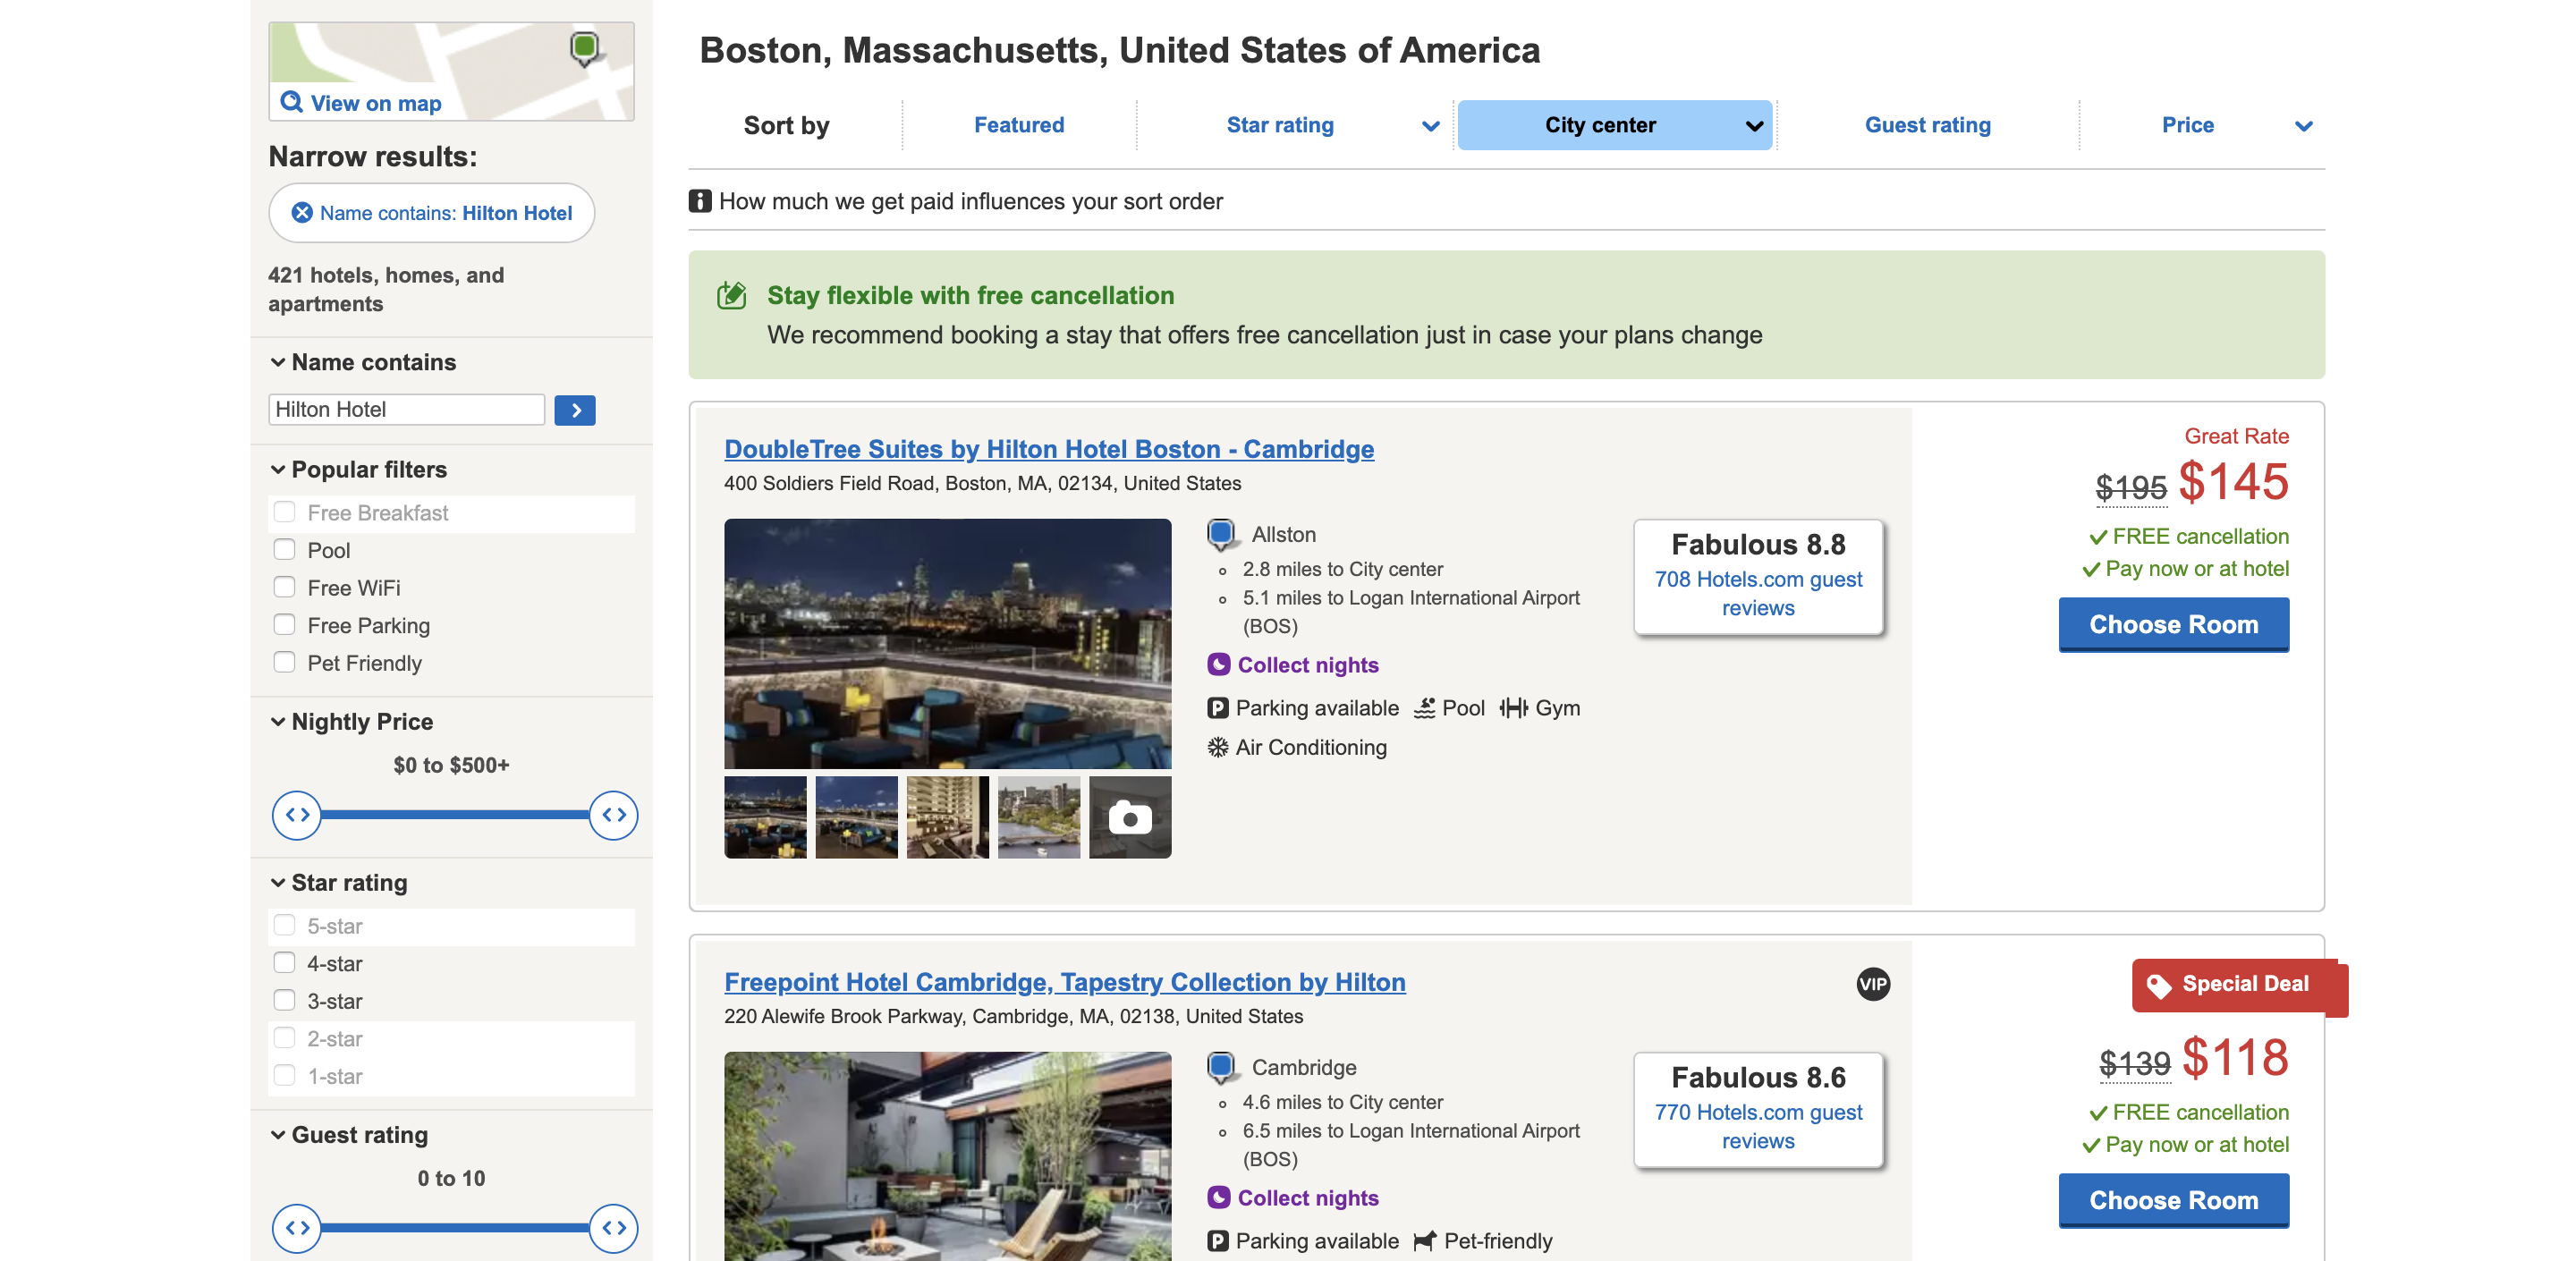 View on map
Narrow results:
Name contains: Hilton Hotel
421 hotels, homes, and
apartments
Name contains
Hilton Hotel
Popular filters
Free Breakfast
Pool
Free WiFi
Free Parking
Pet Friendly
Nightly Price
$0 to $500+
Star rating
5-star
4-star
3-star
2-star
1-star
Guest rating
0 to 10
Boston, Massachusetts, United States of America
Sort by Featured Star rating City center Guest rating Price
How much we get paid influences your sort order
Stay flexible with free cancellation
We recommend booking a stay that offers free cancellation just in case your plans change
DoubleTree Suites by Hilton Hotel Boston - Cambridge
400 Soldiers Field Road, Boston, MA, 02134, United States
Allston
2.8 miles to City center
5.1 miles to Logan International Airport
(BOS)
Collect nights
P Parking available Pool Gym
Air Conditioning
Fabulous 8.8
708 Hotels.com guest
reviews
Great Rate
$195 $145
FREE cancellation
Pay now or at hotel
Choose Room
Freepoint Hotel Cambridge, Tapestry Collection by Hilton
VIP
220 Alewife Brook Parkway, Cambridge, MA, 02138, United States
Cambridge
4.6 miles to City center
6.5 miles to Logan International Airport
(BOS)
Collect nights
P Parking available Pet-friendly
Fabulous 8.6
770 Hotels.com guest
reviews
Special Deal
$139 $118
FREE cancellation
Pay now or at hotel
Choose Room